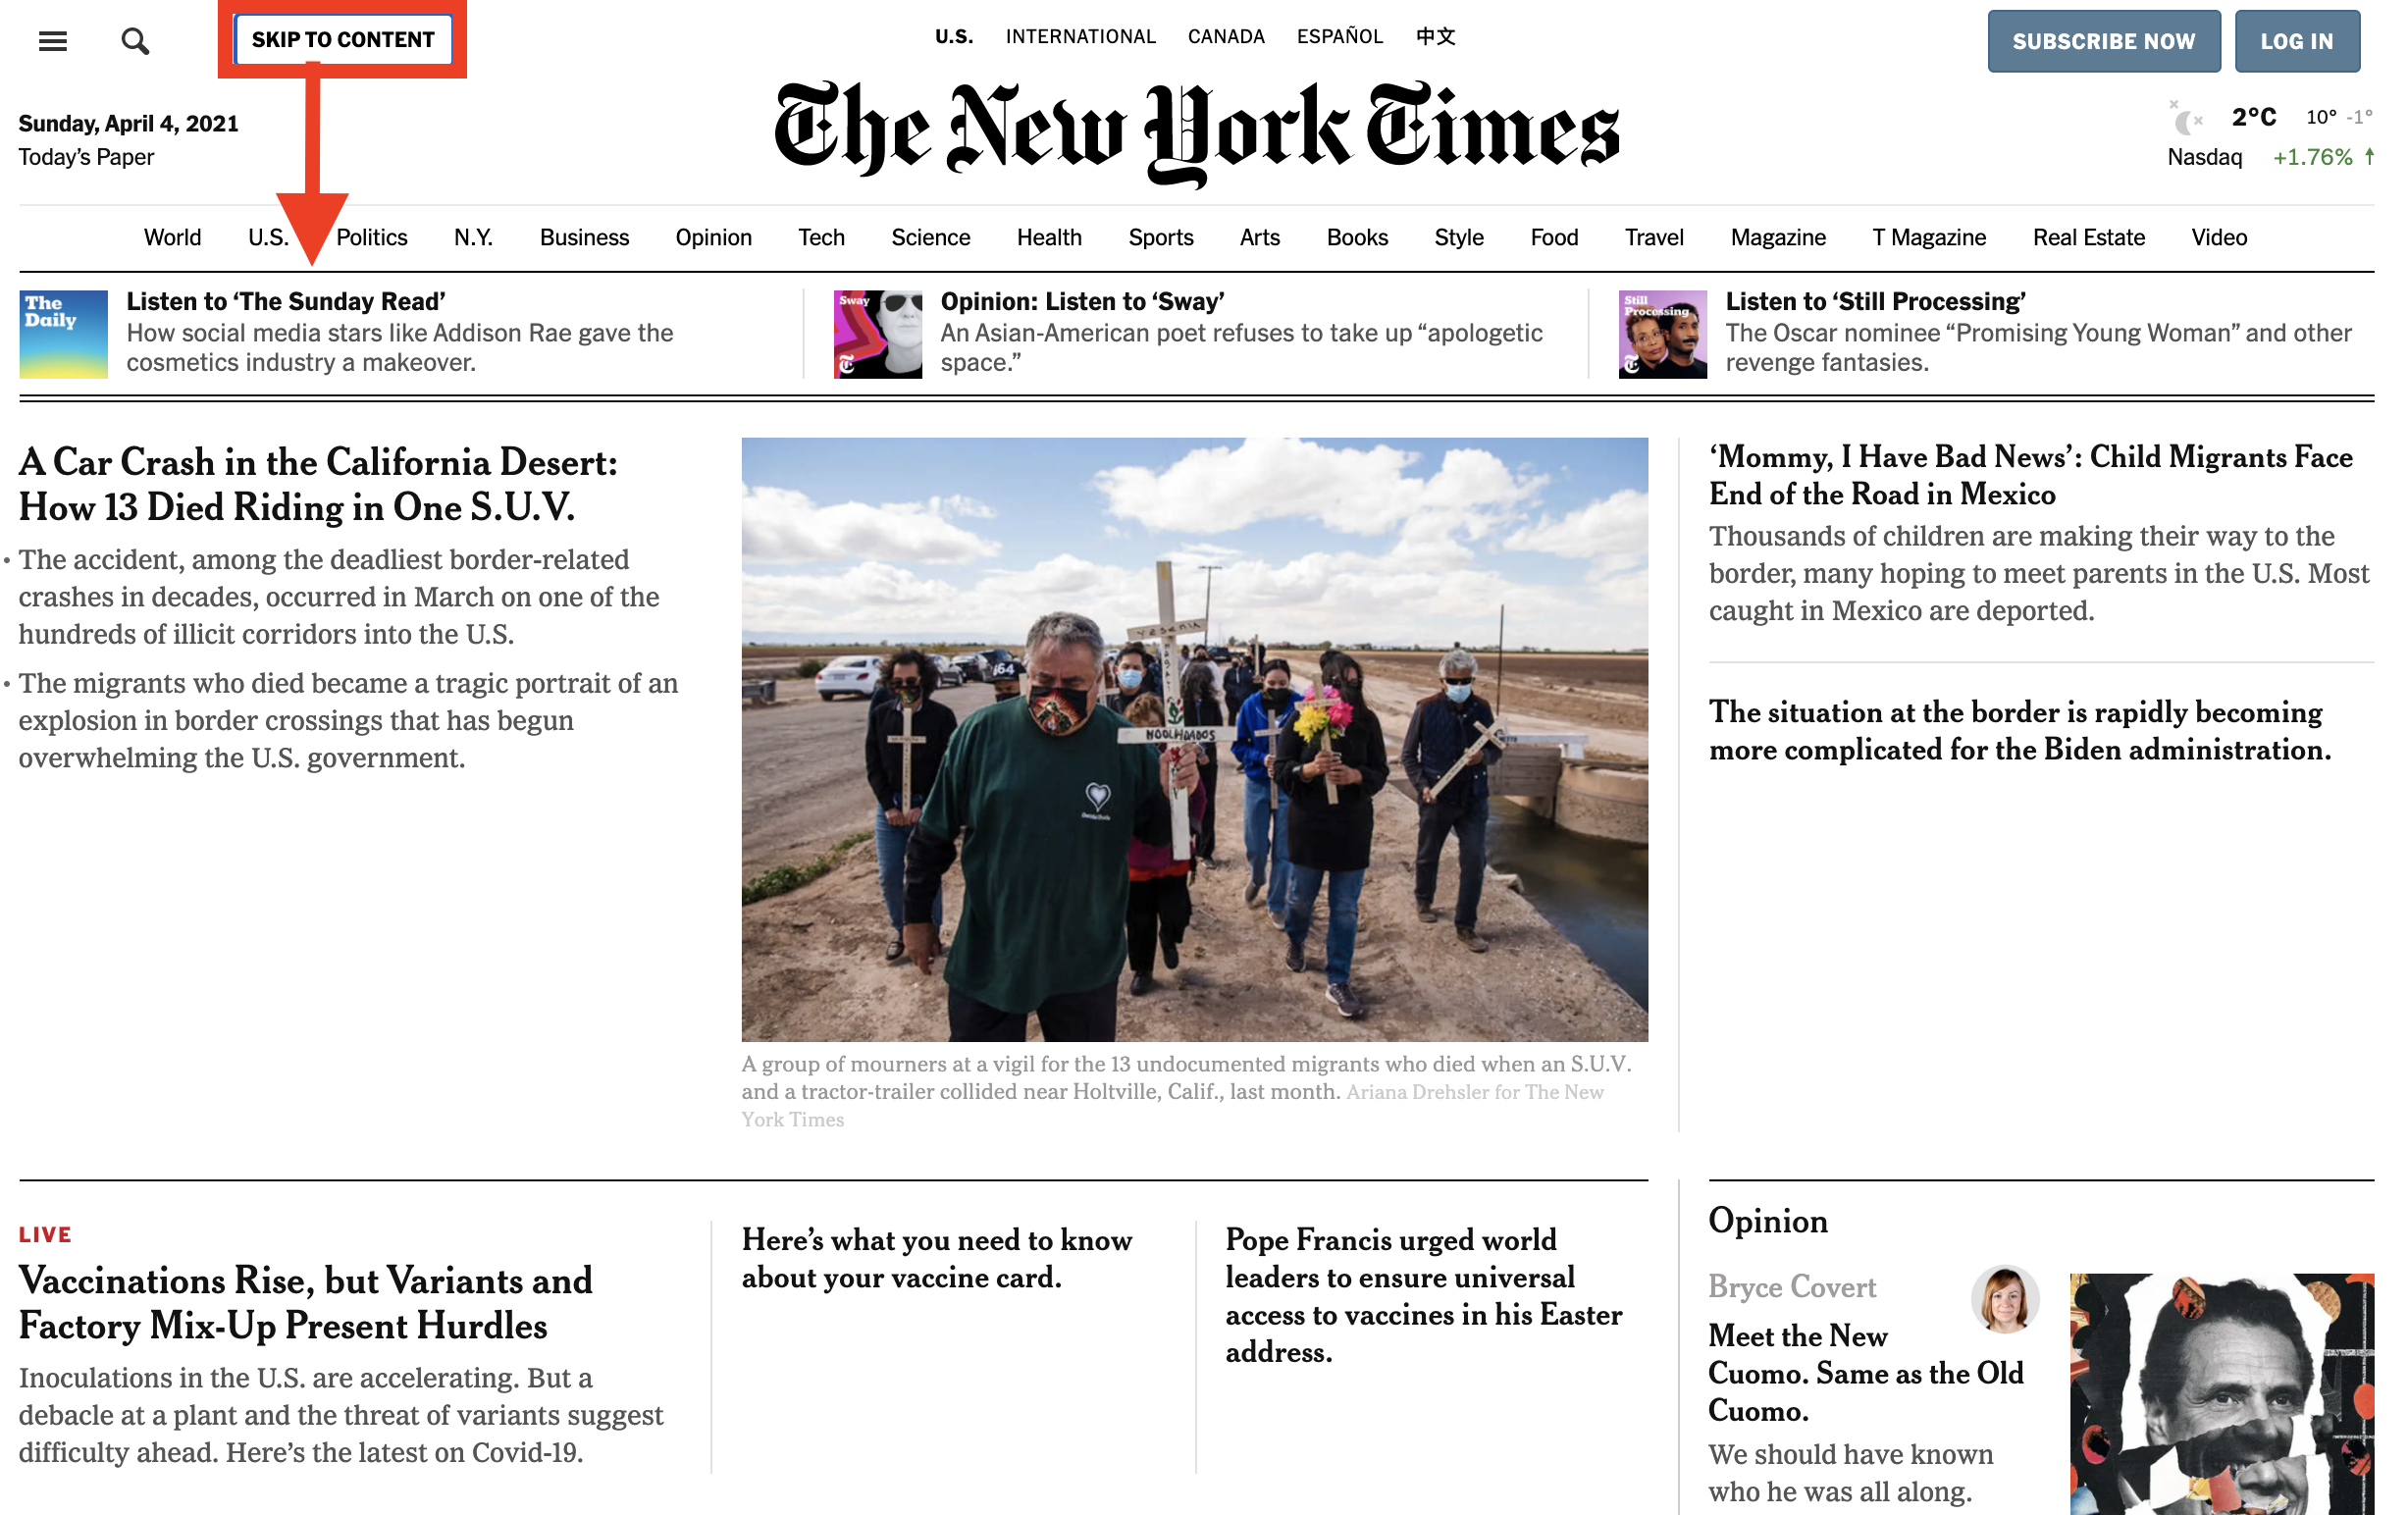 SKIP TO CONTENT
U.S. INTERNATIONAL CANADA ESPAÑOL 中文
SUBSCRIBE NOW LOG IN
Sunday, April 4, 2021
Today’s Paper
The New York Times
2°C 10° -1°
Nasdaq +1.76% ↑
World U.S. Politics N.Y. Business Opinion Tech Science Health Sports Arts Books Style Food Travel Magazine T Magazine Real Estate Video
The
Daily
Listen to ‘The Sunday Read’
How social media stars like Addison Rae gave the
cosmetics industry a makeover.
Sway
Opinion: Listen to ‘Sway’
An Asian-American poet refuses to take up “apologetic
space.”
Still
Processing
Listen to ‘Still Processing’
The Oscar nominee “Promising Young Woman” and other
revenge fantasies.
A Car Crash in the California Desert:
How 13 Died Riding in One S.U.V.
• The accident, among the deadliest border-related
crashes in decades, occurred in March on one of the
hundreds of illicit corridors into the U.S.
• The migrants who died became a tragic portrait of an
explosion in border crossings that has begun
overwhelming the U.S. government.
YESENIA
64
A group of mourners at a vigil for the 13 undocumented migrants who died when an S.U.V.
and a tractor-trailer collided near Holtville, Calif., last month. Ariana Drehsler for The New
York Times
‘Mommy, I Have Bad News’: Child Migrants Face
End of the Road in Mexico
Thousands of children are making their way to the
border, many hoping to meet parents in the U.S. Most
caught in Mexico are deported.
The situation at the border is rapidly becoming
more complicated for the Biden administration.
LIVE
Vaccinations Rise, but Variants and
Factory Mix-Up Present Hurdles
Inoculations in the U.S. are accelerating. But a
debacle at a plant and the threat of variants suggest
difficulty ahead. Here’s the latest on Covid-19.
Here’s what you need to know
about your vaccine card.
Pope Francis urged world
leaders to ensure universal
access to vaccines in his Easter
address.
Opinion
Bryce Covert
Meet the New
Cuomo. Same as the Old
Cuomo.
We should have known
who he was all along.